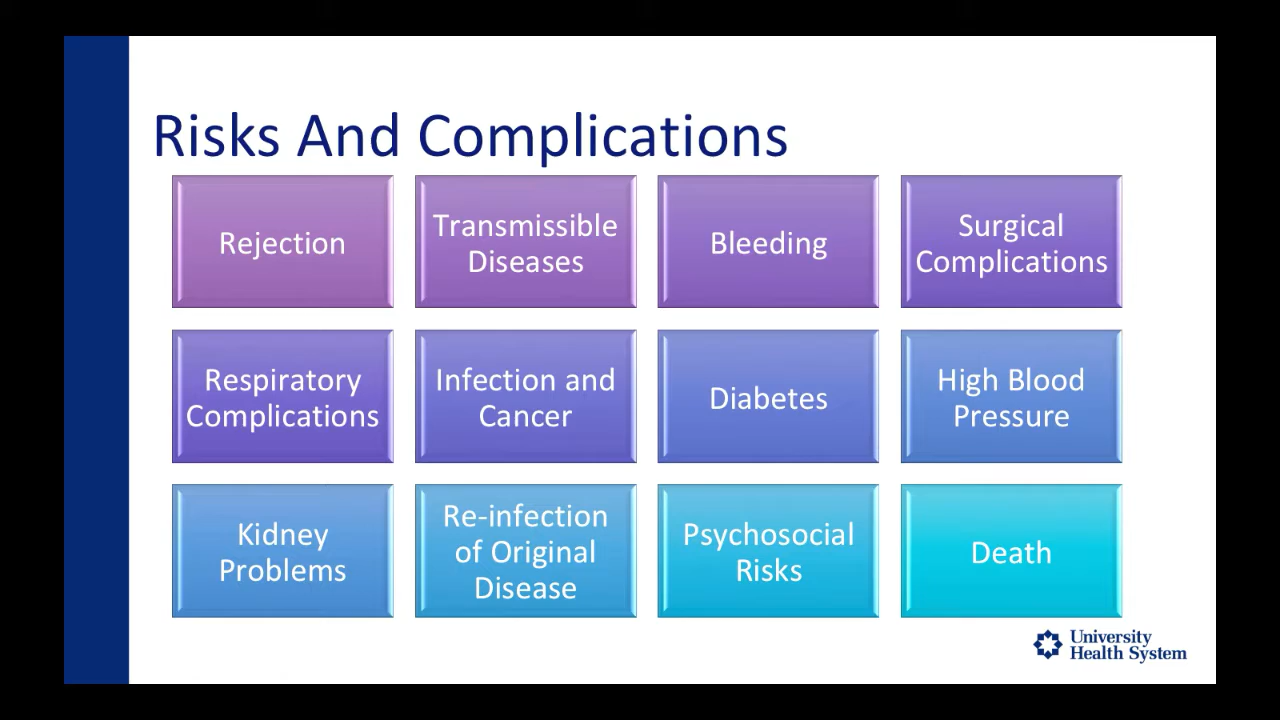 Risks And Complications
Rejection
Transmissible
Diseases
Bleeding
Surgical
Complications
Respiratory
Complications
Infection and
Cancer
Diabetes
High Blood
Pressure
Kidney
Problems
Re-infection
of Original
Disease
Psychosocial
Risks
Death
University
Health System